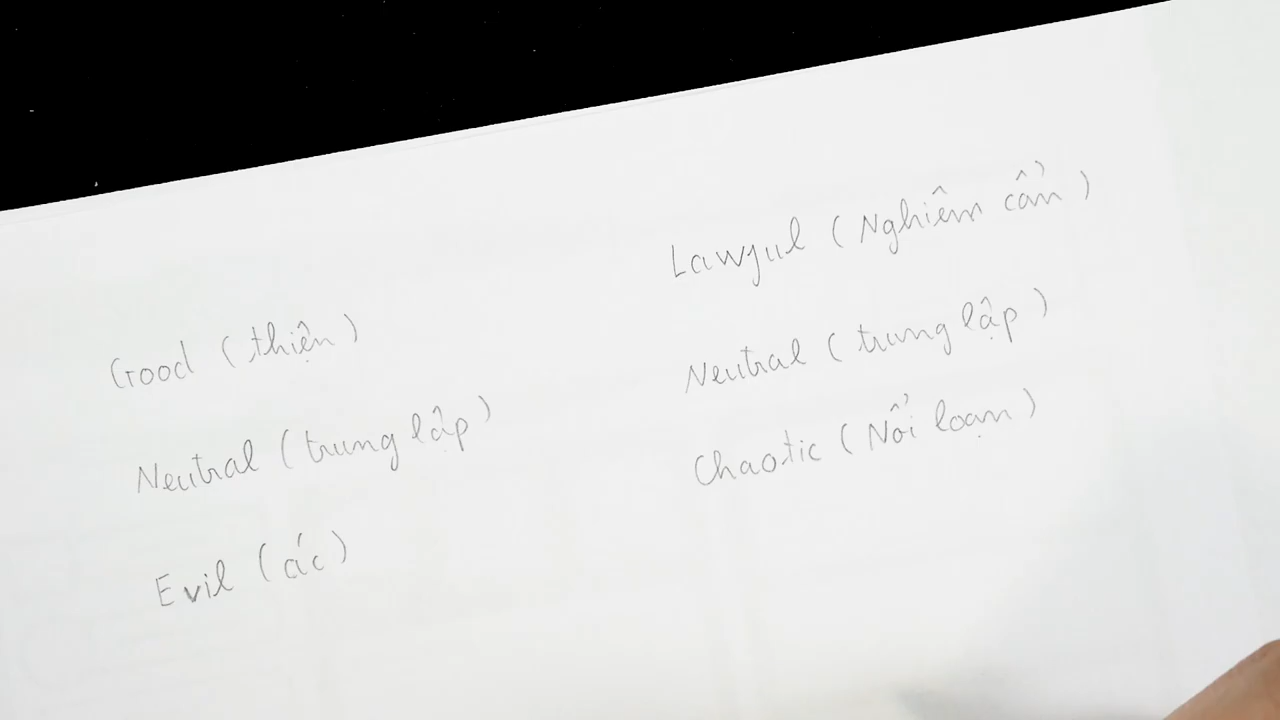 Good (thiện)
Neutral (trung lập)
Evil (ác)
Lawful (Nghiêm cẩn)
Neutral (trung lập)
Chaotic (Nổi loạn)